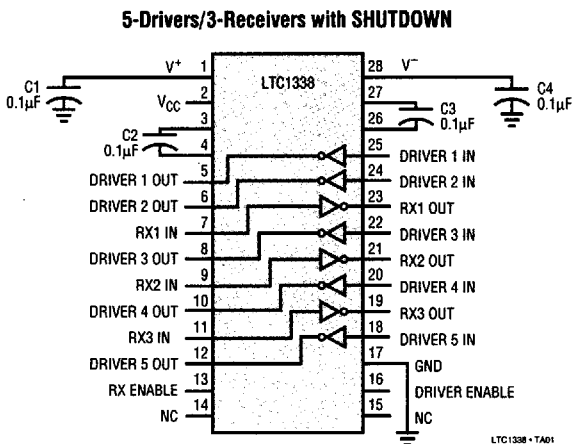 5-Drivers/3-Receivers with SHUTDOWN
LTC1338
C1
0.1µF
V+ 1
2
VCC
3
C2
0.1µF
4
5
DRIVER 1 OUT
6
DRIVER 2 OUT
7
RX1 IN
8
DRIVER 3 OUT
9
RX2 IN
10
DRIVER 4 OUT
11
RX3 IN
12
DRIVER 5 OUT
13
RX ENABLE
14
NC
28 V−
C4
0.1µF
27
C3
0.1µF
26
25
DRIVER 1 IN
24
DRIVER 2 IN
23
RX1 OUT
22
DRIVER 3 IN
21
RX2 OUT
20
DRIVER 4 IN
19
RX3 OUT
18
DRIVER 5 IN
17
GND
16
DRIVER ENABLE
15
NC
LTC1338 • TA01